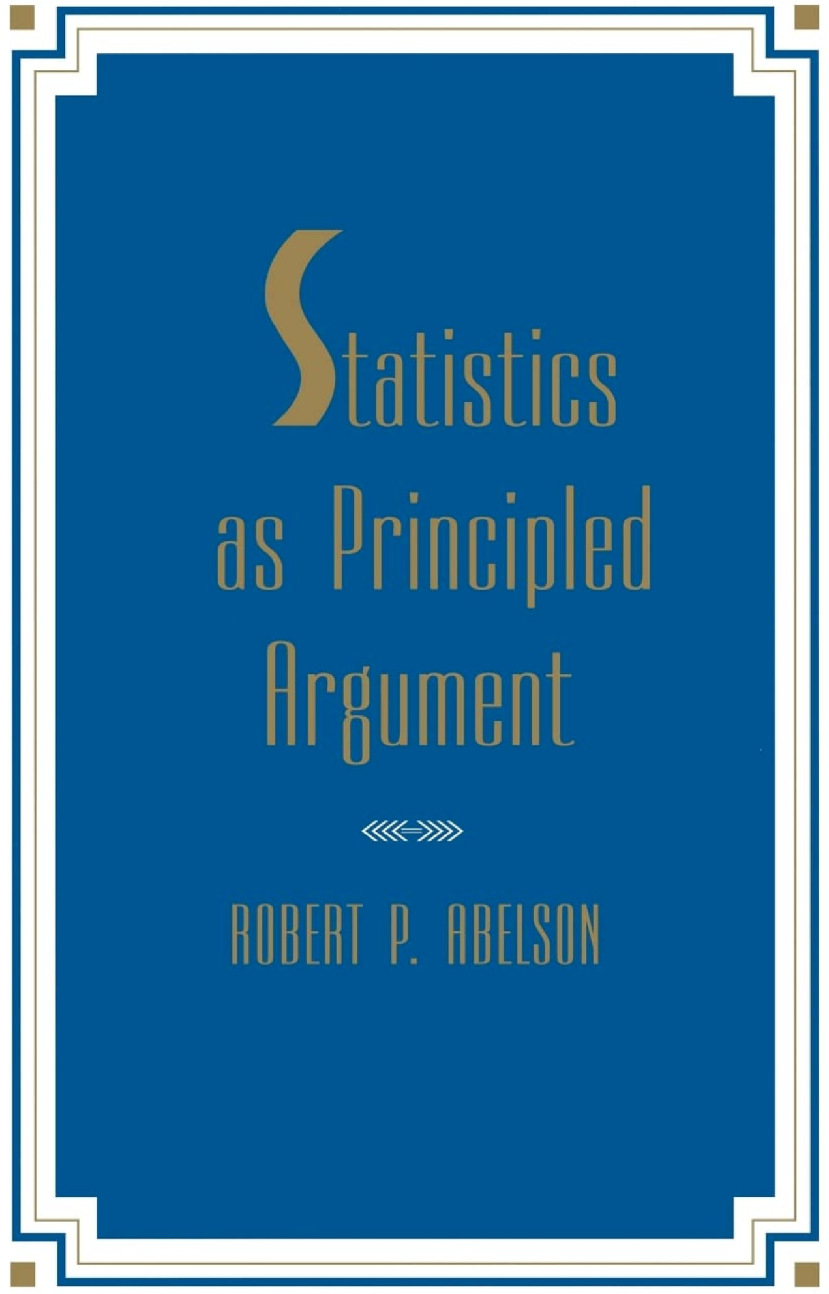 Statistics
as Principled
Argument
ROBERT P. ABELSON